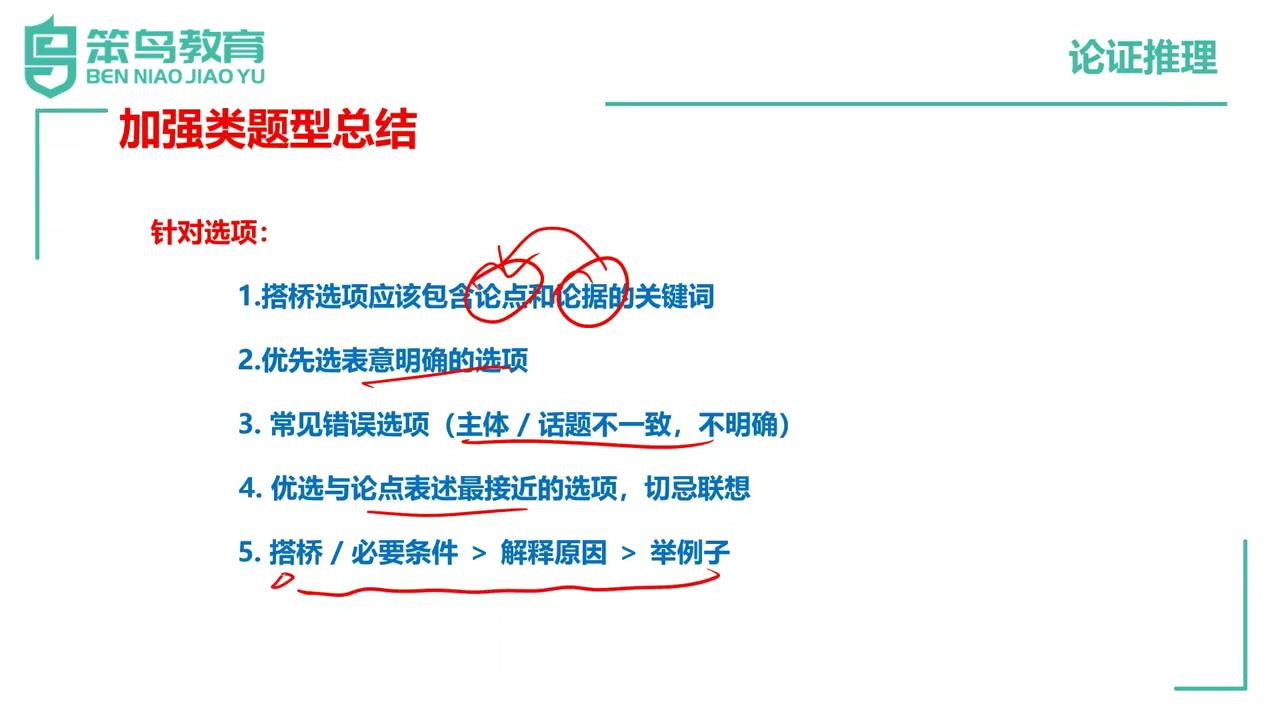 笨鸟教育
BEN NIAO JIAO YU
论证推理
加强类题型总结
针对选项：
1.搭桥选项应该包含论点和论据的关键词
2.优先选表意明确的选项
3. 常见错误选项（主体 / 话题不一致，不明确）
4. 优选与论点表述最接近的选项，切忌联想
5. 搭桥 / 必要条件 > 解释原因 > 举例子